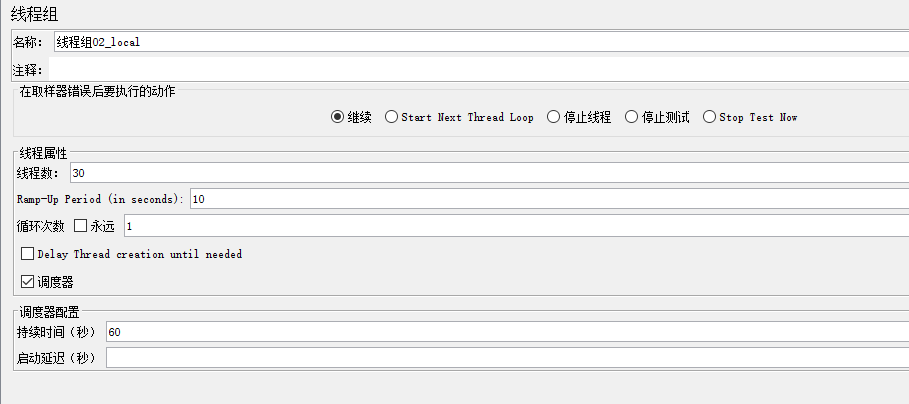 线程组
名称： 线程组02_local
注释：
在取样器错误后要执行的动作
继续 Start Next Thread Loop 停止线程 停止测试 Stop Test Now
线程属性
线程数： 30
Ramp-Up Period (in seconds): 10
循环次数 永远 1
Delay Thread creation until needed
调度器
调度器配置
持续时间（秒） 60
启动延迟（秒）